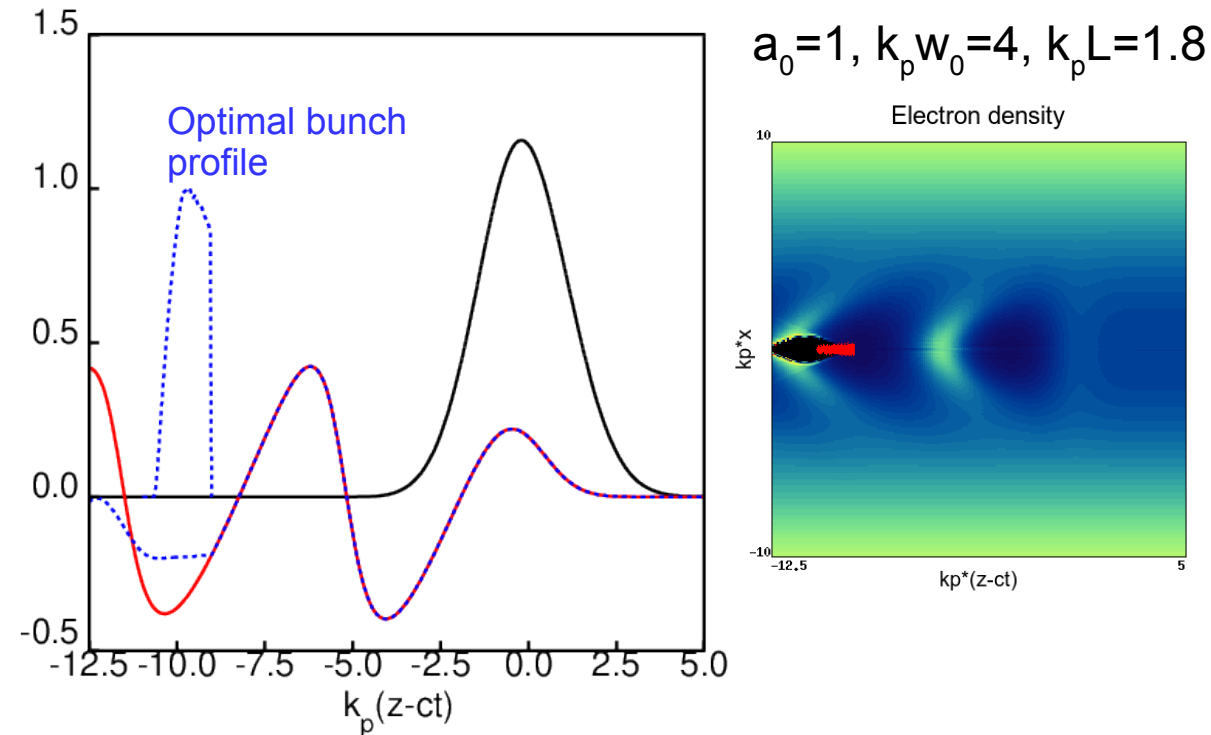 a₀=1, kₚw₀=4, kₚL=1.8
1.5
1.0
0.5
0.0
-0.5
Optimal bunch
profile
-12.5 -10.0 -7.5 -5.0 -2.5 0.0 2.5 5.0
kₚ(z-ct)
Electron density
10
kp*x
-10
-12.5 5
kp*(z-ct)